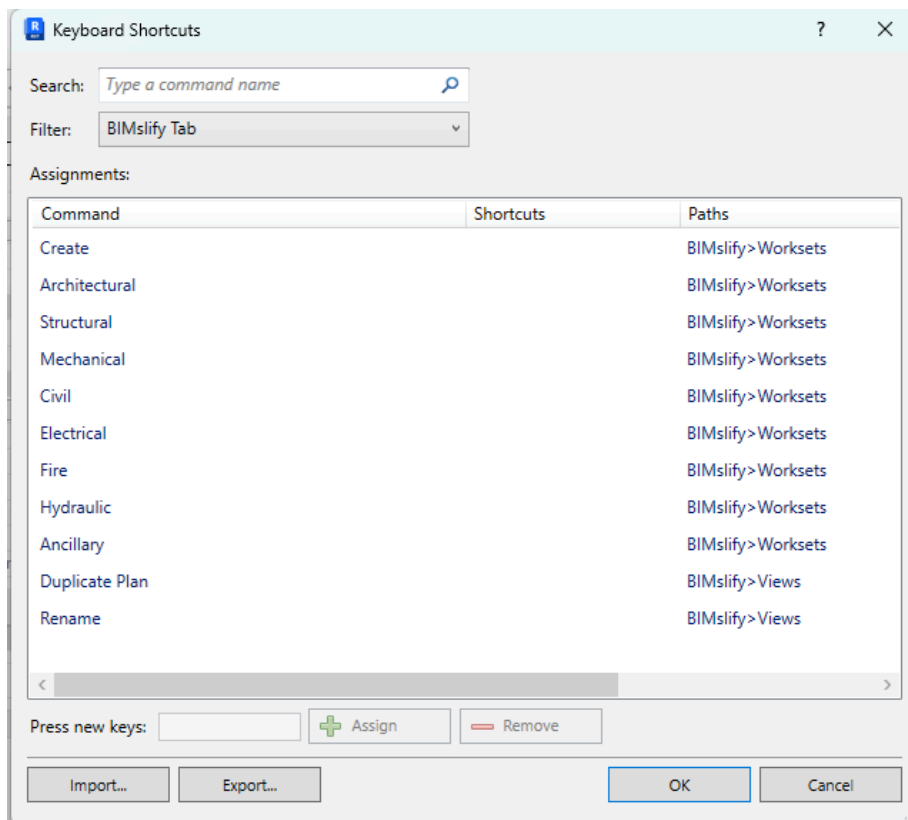 Keyboard Shortcuts ? ×
Search: Type a command name
Filter: BIMslify Tab
Assignments:
Command Shortcuts Paths
Create BIMslify>Worksets
Architectural BIMslify>Worksets
Structural BIMslify>Worksets
Mechanical BIMslify>Worksets
Civil BIMslify>Worksets
Electrical BIMslify>Worksets
Fire BIMslify>Worksets
Hydraulic BIMslify>Worksets
Ancillary BIMslify>Worksets
Duplicate Plan BIMslify>Views
Rename BIMslify>Views
Press new keys: Assign Remove
Import... Export... OK Cancel